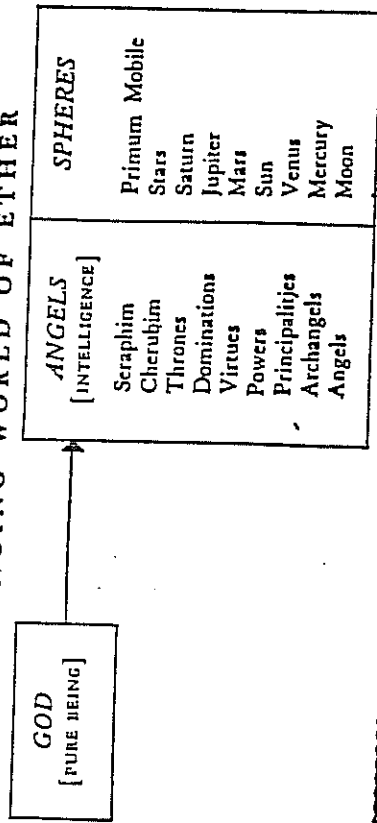 WORLD OF ETHER
GOD
[PURE BEING]
ANGELS
[INTELLIGENCE]
Seraphim
Cherubim
Thrones
Dominations
Virtues
Powers
Principalities
Archangels
Angels
SPHERES
Primum Mobile
Stars
Saturn
Jupiter
Mars
Sun
Venus
Mercury
Moon